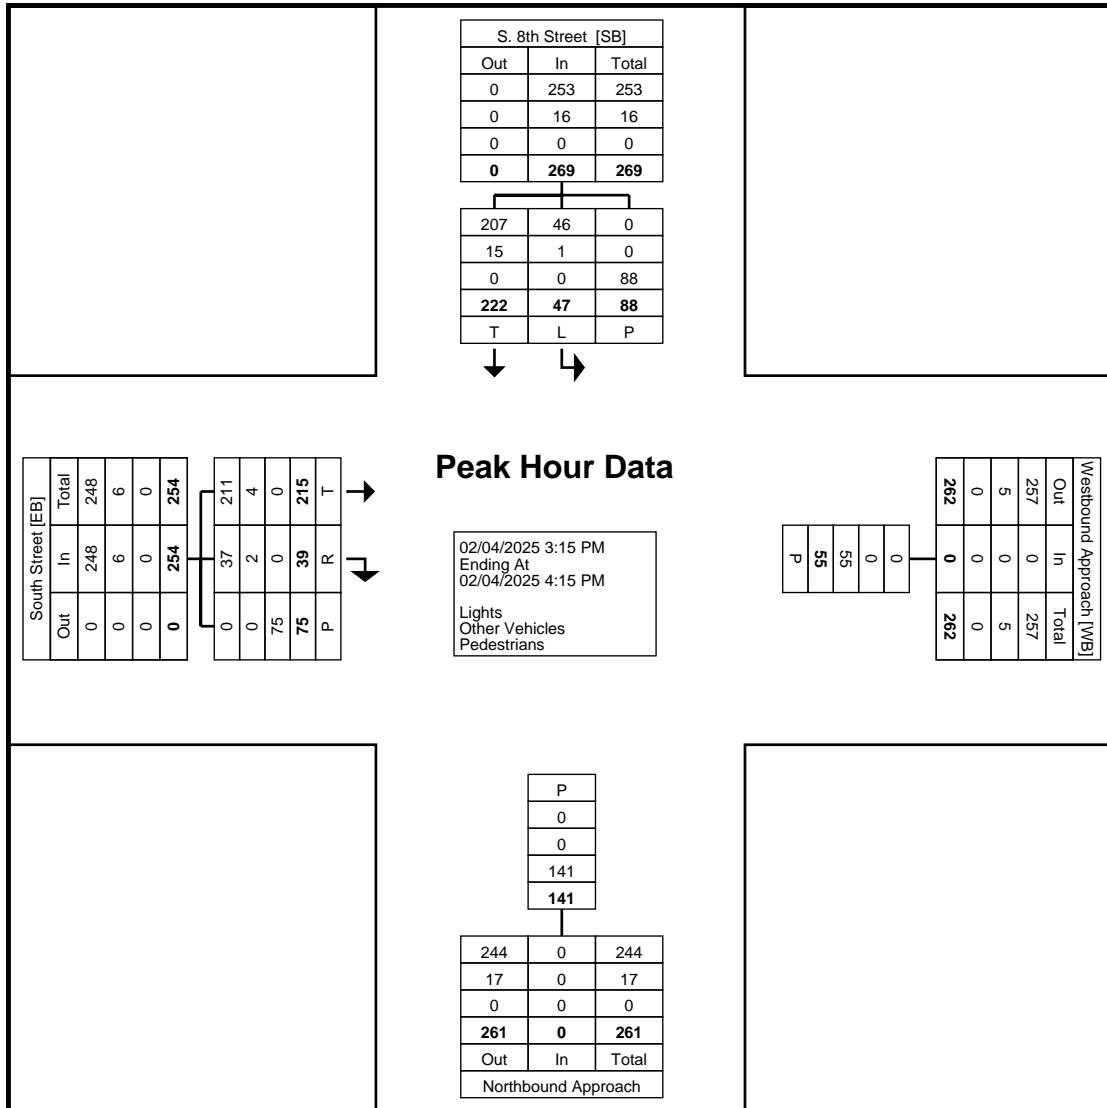 S. 8th Street [SB]
Out In Total
0 253 253
0 16 16
0 0 0
0 269 269
207 46 0
15 1 0
0 0 88
222 47 88
T L P
South Street [EB]
Total 248 6 0 254
In 248 6 0 254
Out 0 0 0 0
211 4 0 215 T
37 2 0 39 R
0 0 75 75 P
Peak Hour Data
02/04/2025 3:15 PM
Ending At
02/04/2025 4:15 PM
Lights
Other Vehicles
Pedestrians
Westbound Approach [WB]
Out In Total
257 0 257
5 0 5
0 0 0
262 0 262
0
0
55
55
P
P
0
0
141
141
244 0 244
17 0 17
0 0 0
261 0 261
Out In Total
Northbound Approach